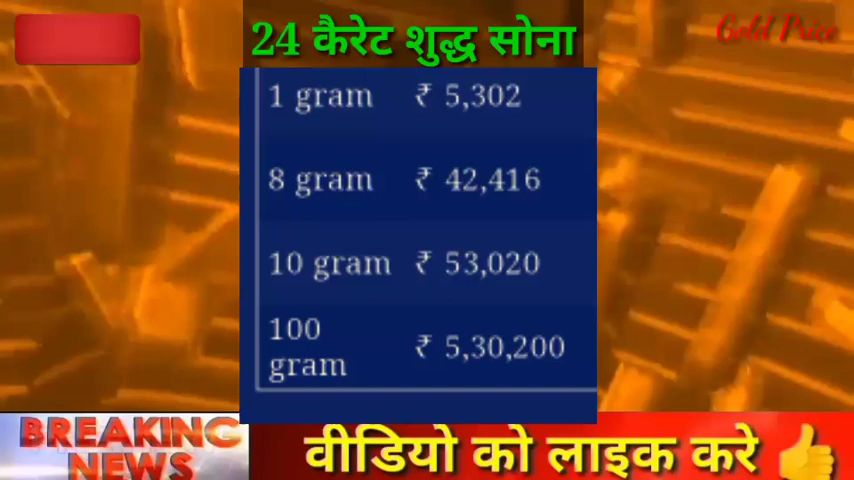 24 कैरेट शुद्ध सोना
Gold Price
1 gram ₹ 5,302
8 gram ₹ 42,416
10 gram ₹ 53,020
100 gram ₹ 5,30,200
BREAKING NEWS
वीडियो को लाइक करे